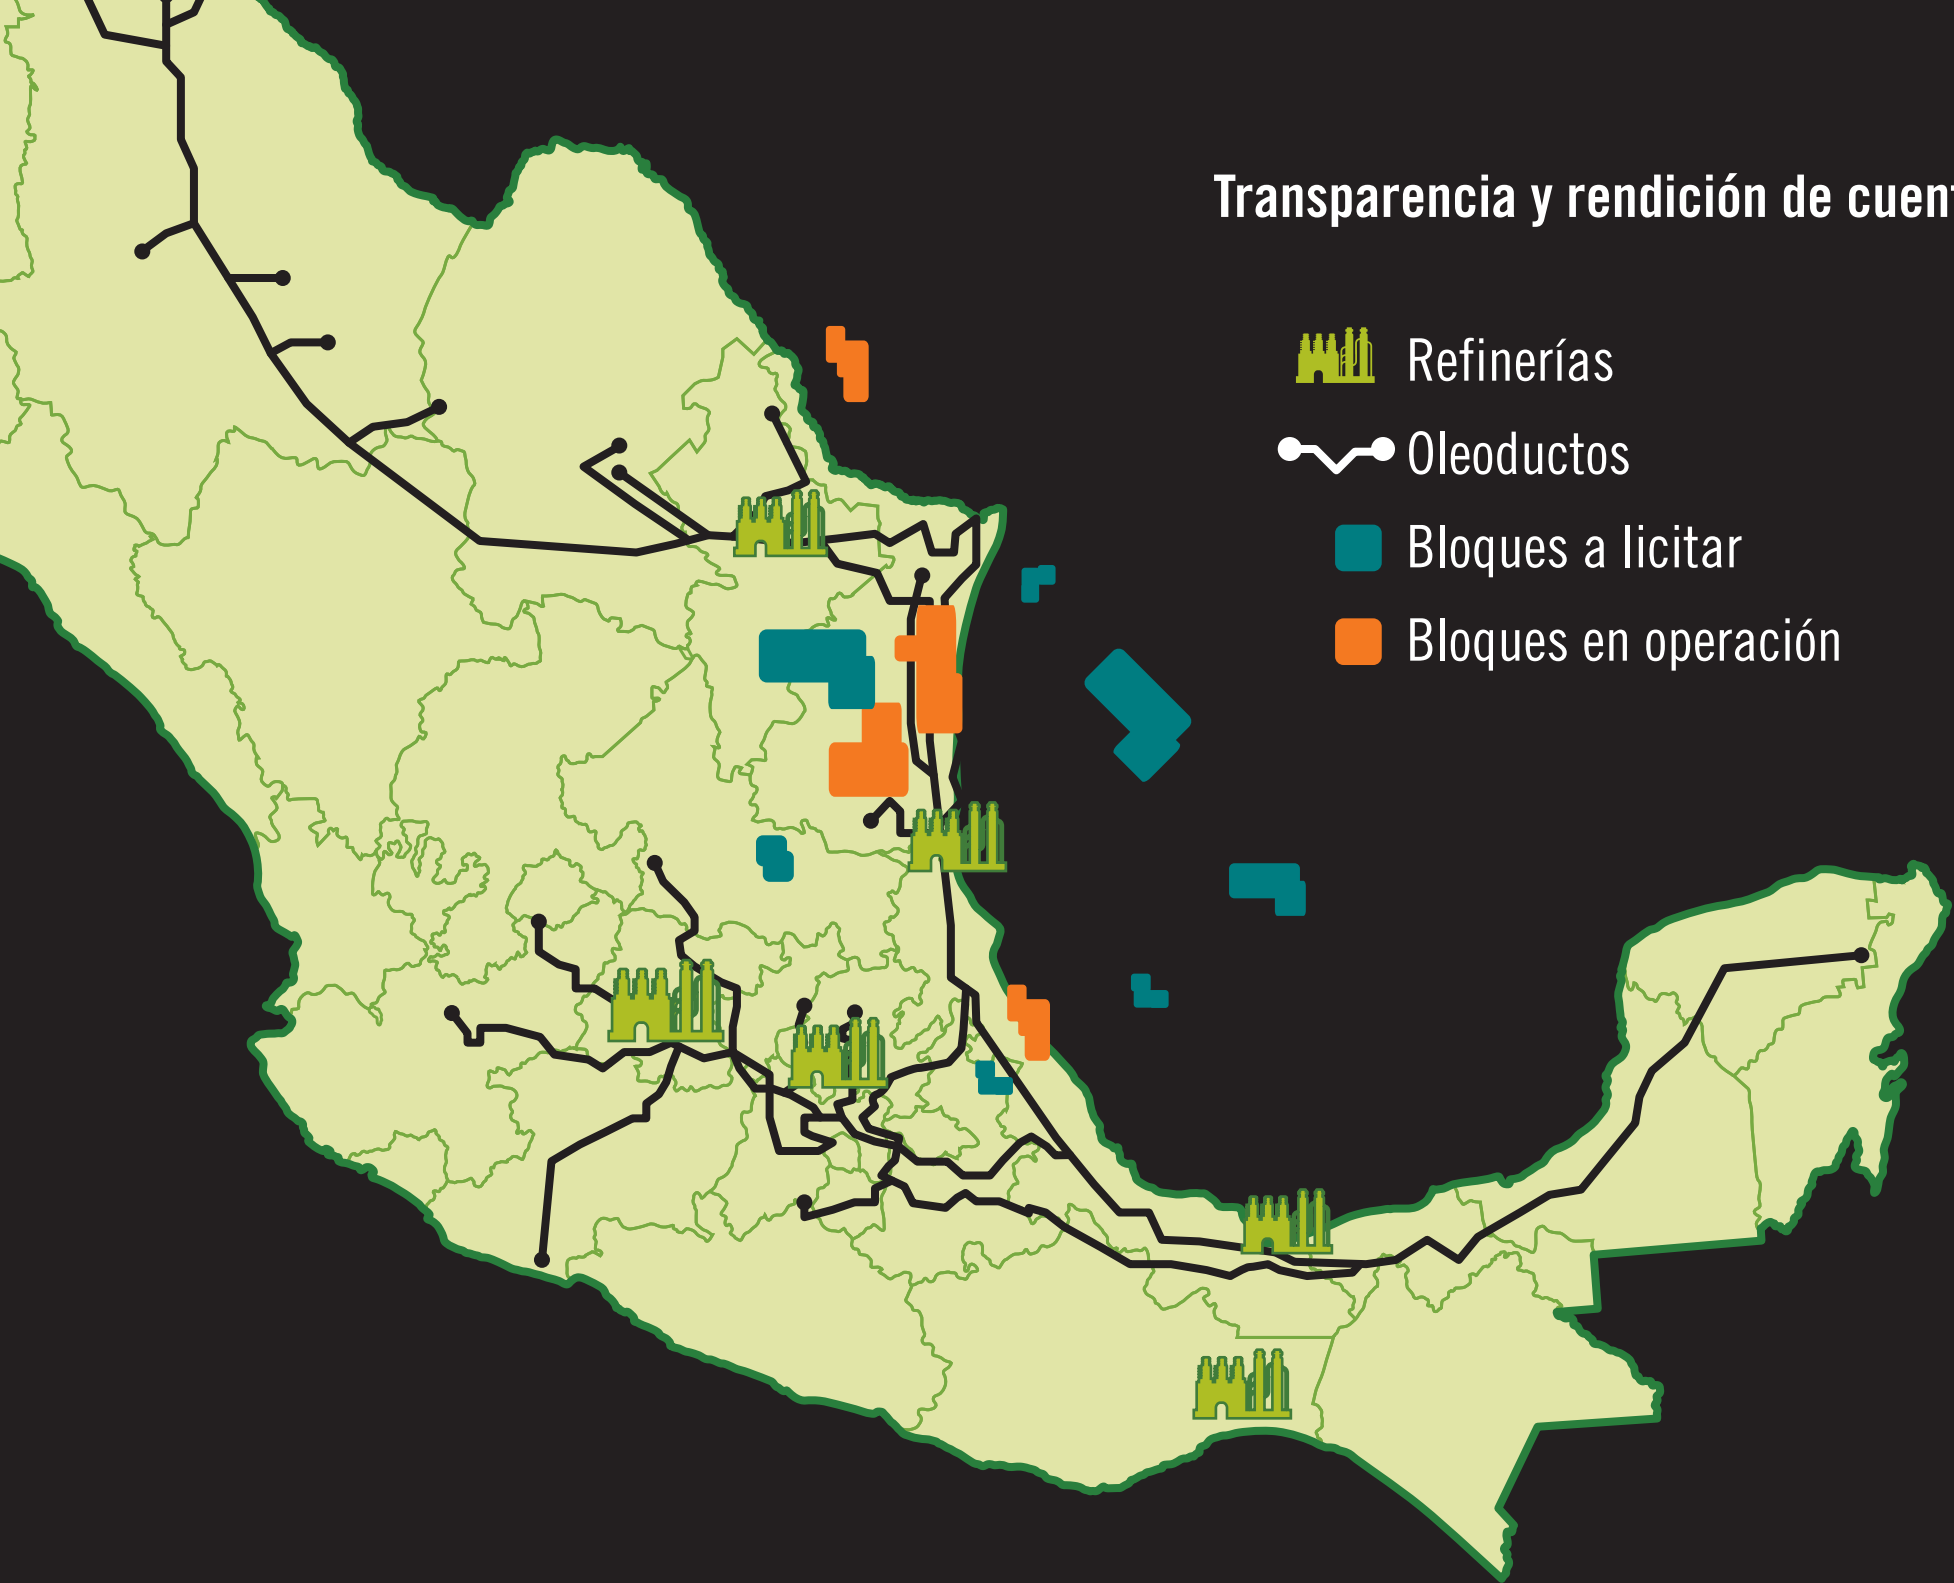 Transparencia y rendición de
Refinerías
Oleoductos
Bloques a licitar
Bloques en operación